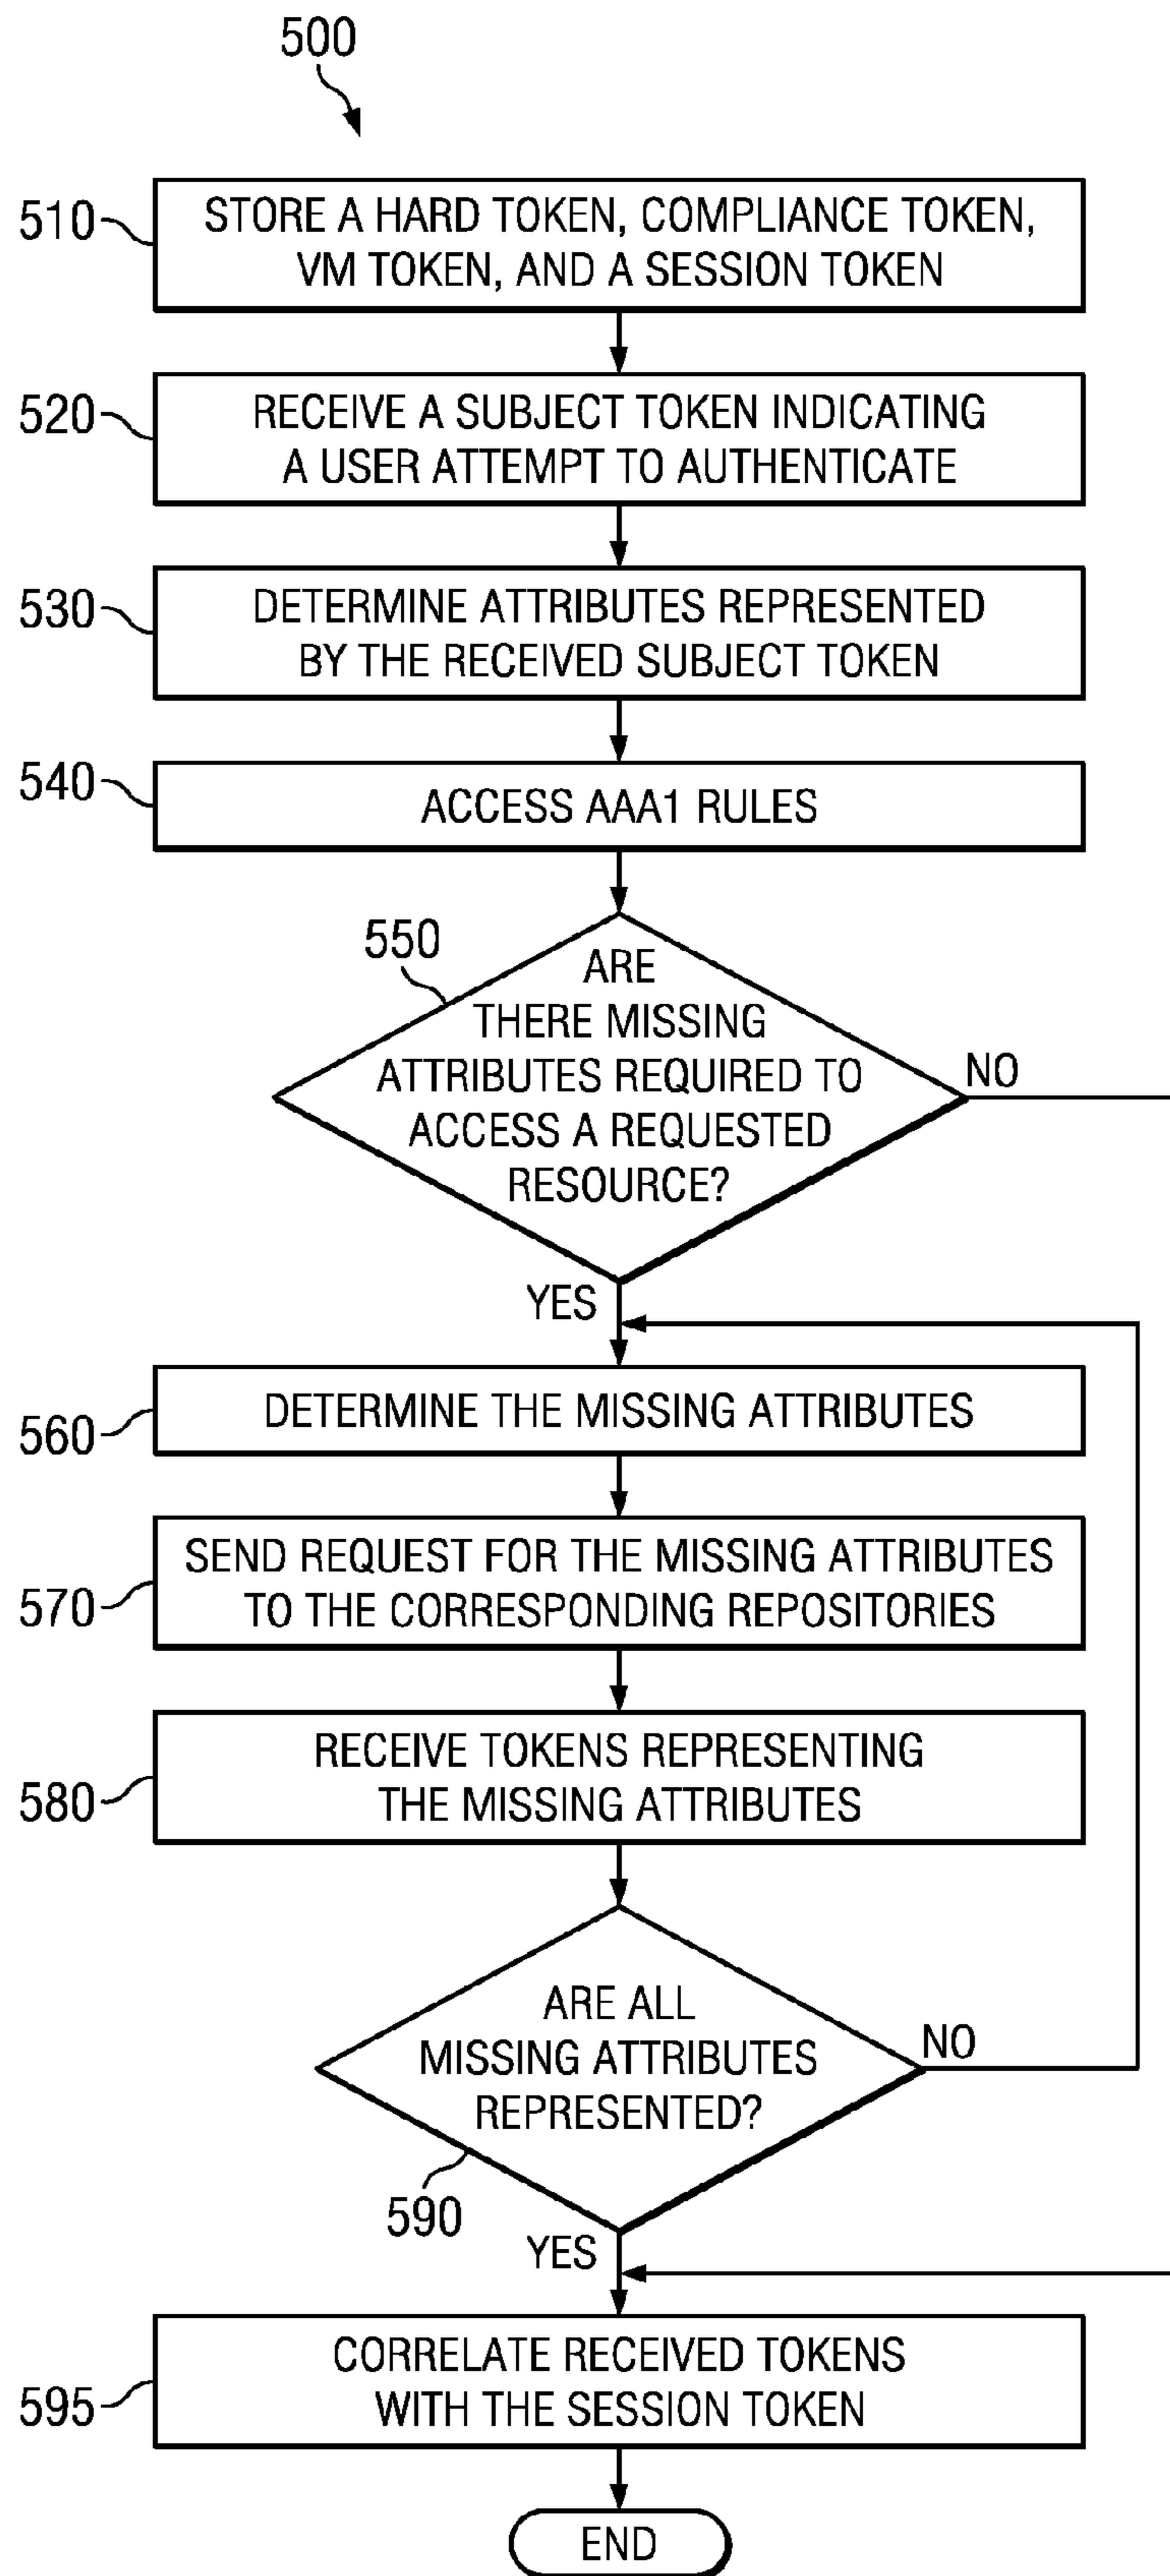 500
510
STORE A HARD TOKEN, COMPLIANCE TOKEN,
VM TOKEN, AND A SESSION TOKEN
520
RECEIVE A SUBJECT TOKEN INDICATING
A USER ATTEMPT TO AUTHENTICATE
530
DETERMINE ATTRIBUTES REPRESENTED
BY THE RECEIVED SUBJECT TOKEN
540
ACCESS AAA1 RULES
550
ARE
THERE MISSING
ATTRIBUTES REQUIRED TO
ACCESS A REQUESTED
RESOURCE?
NO
YES
560
DETERMINE THE MISSING ATTRIBUTES
570
SEND REQUEST FOR THE MISSING ATTRIBUTES
TO THE CORRESPONDING REPOSITORIES
580
RECEIVE TOKENS REPRESENTING
THE MISSING ATTRIBUTES
ARE ALL
MISSING ATTRIBUTES
REPRESENTED?
NO
590
YES
595
CORRELATE RECEIVED TOKENS
WITH THE SESSION TOKEN
END